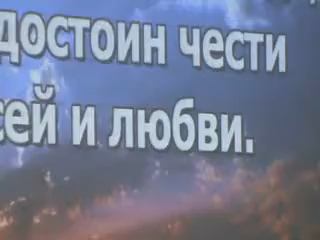 достоин чести
сей и любви.